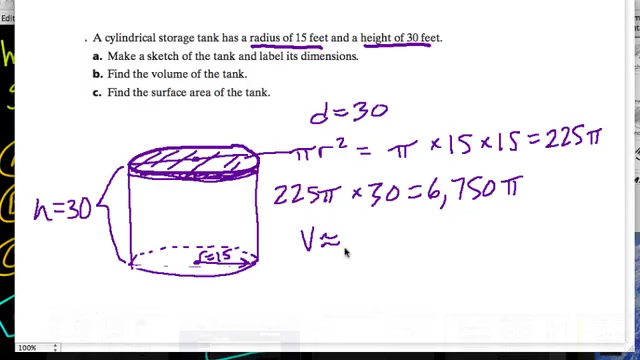 . A cylindrical storage tank has a radius of 15 feet and a height of 30 feet.
a. Make a sketch of the tank and label its dimensions.
b. Find the volume of the tank.
c. Find the surface area of the tank.
d=30
πr² = π × 15 × 15 = 225π
h=30
225π × 30 = 6,750 π
V≈
r=15
100%